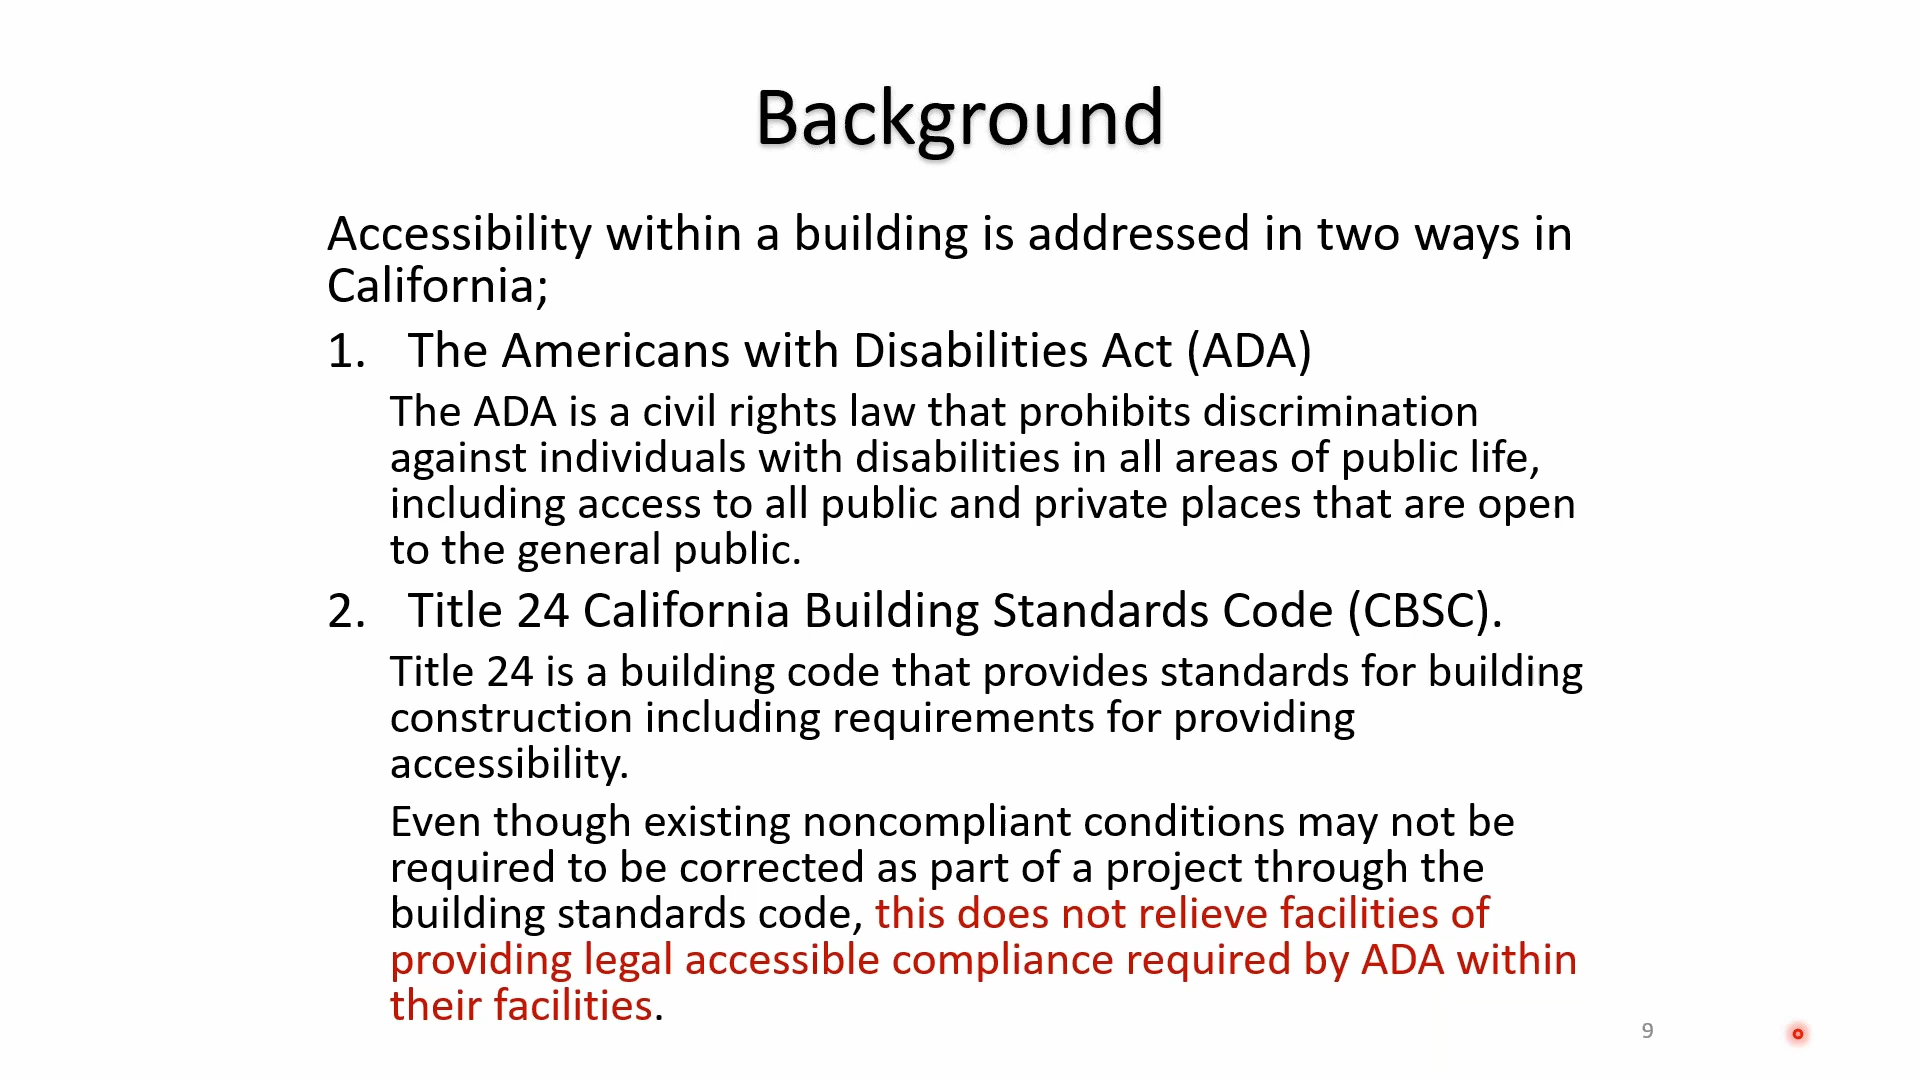 Background
Accessibility within a building is addressed in two ways in
California;
1. The Americans with Disabilities Act (ADA)
The ADA is a civil rights law that prohibits discrimination
against individuals with disabilities in all areas of public life,
including access to all public and private places that are open
to the general public.
2. Title 24 California Building Standards Code (CBSC).
Title 24 is a building code that provides standards for building
construction including requirements for providing
accessibility.
Even though existing noncompliant conditions may not be
required to be corrected as part of a project through the
building standards code, this does not relieve facilities of
providing legal accessible compliance required by ADA within
their facilities.
9